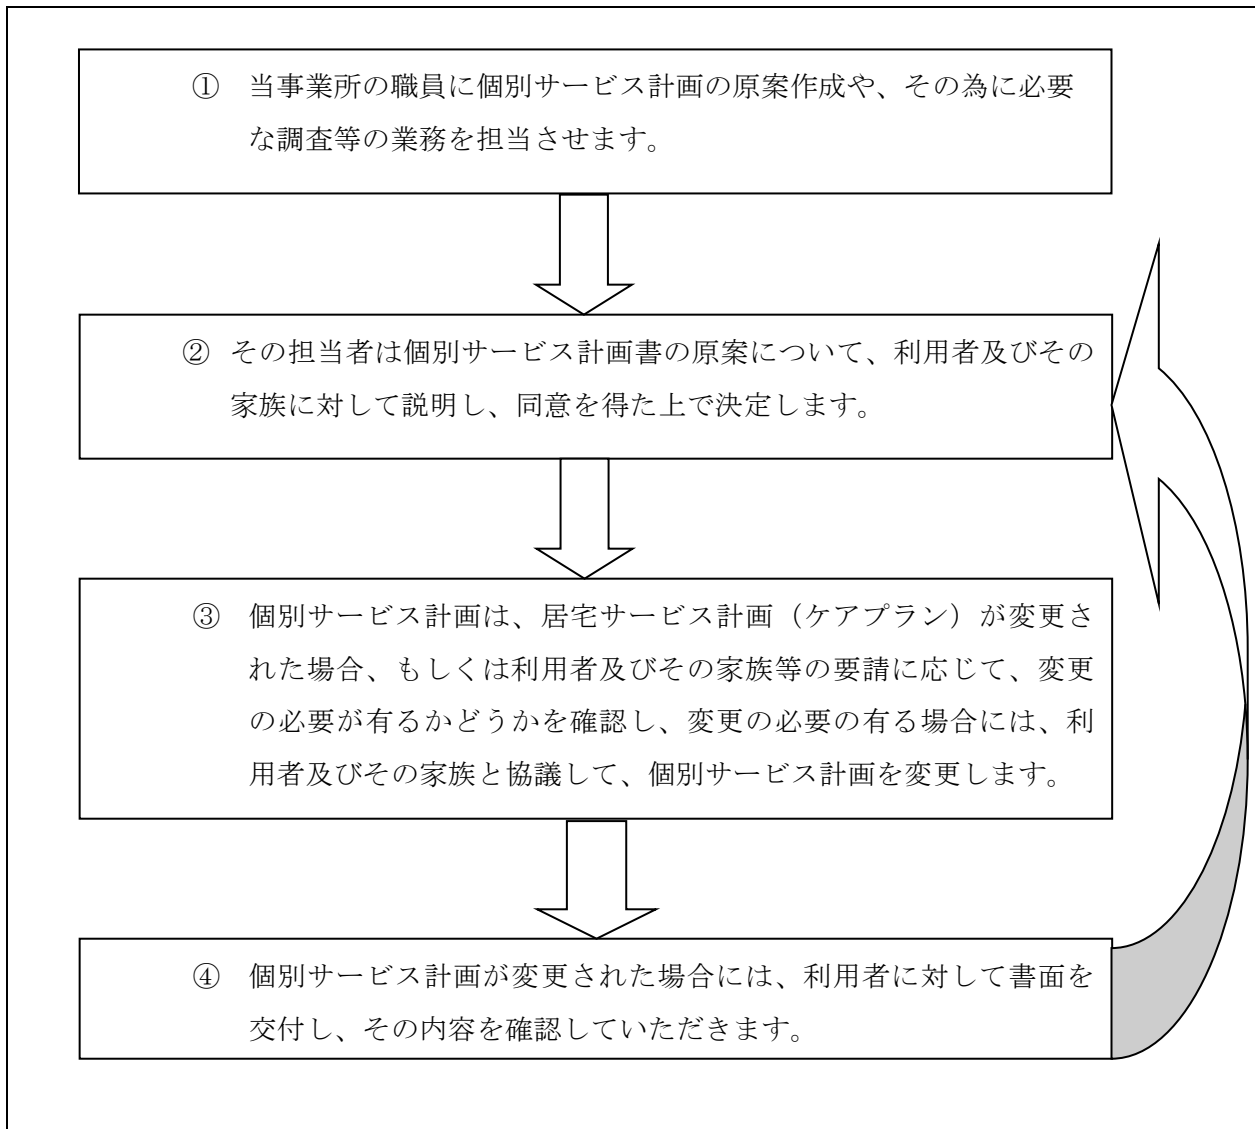 ① 当事業所の職員に個別サービス計画の原案作成や、その為に必要
な調査等の業務を担当させます。
② その担当者は個別サービス計画書の原案について、利用者及びその
家族に対して説明し、同意を得た上で決定します。
③ 個別サービス計画は、居宅サービス計画（ケアプラン）が変更さ
れた場合、もしくは利用者及びその家族等の要請に応じて、変更
の必要が有るかどうかを確認し、変更の必要の有る場合には、利
用者及びその家族と協議して、個別サービス計画を変更します。
④ 個別サービス計画が変更された場合には、利用者に対して書面を
交付し、その内容を確認していただきます。